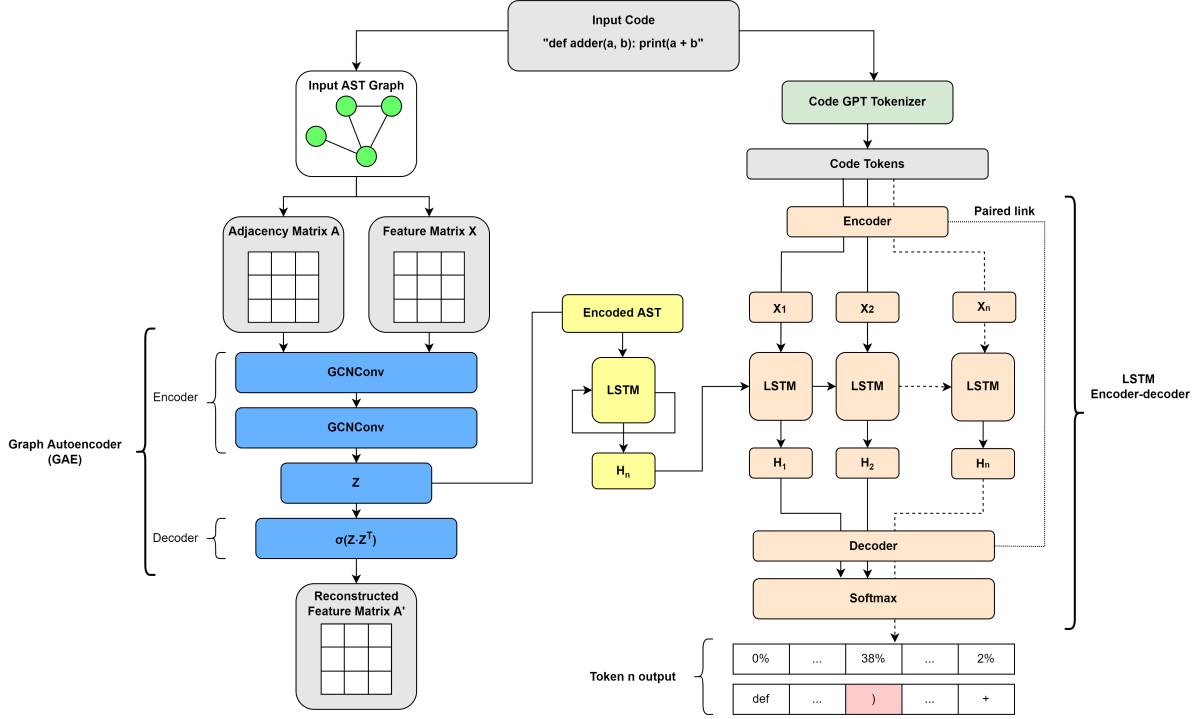 Input Code
"def adder(a, b): print(a + b"
Input AST Graph
Code GPT Tokenizer
Code Tokens
Adjacency Matrix A
Feature Matrix X
Encoder
Paired link
Encoded AST
X1
X2
Xn
GCNConv
LSTM
LSTM
LSTM
LSTM
LSTM
Encoder-decoder
Encoder
GCNConv
Graph Autoencoder
(GAE)
Z
Hn
H1
H2
Hn
Decoder
σ(Z·Z^T)
Decoder
Reconstructed
Feature Matrix A'
Softmax
Token n output
0% ... 38% ... 2%
def ... ) ... +